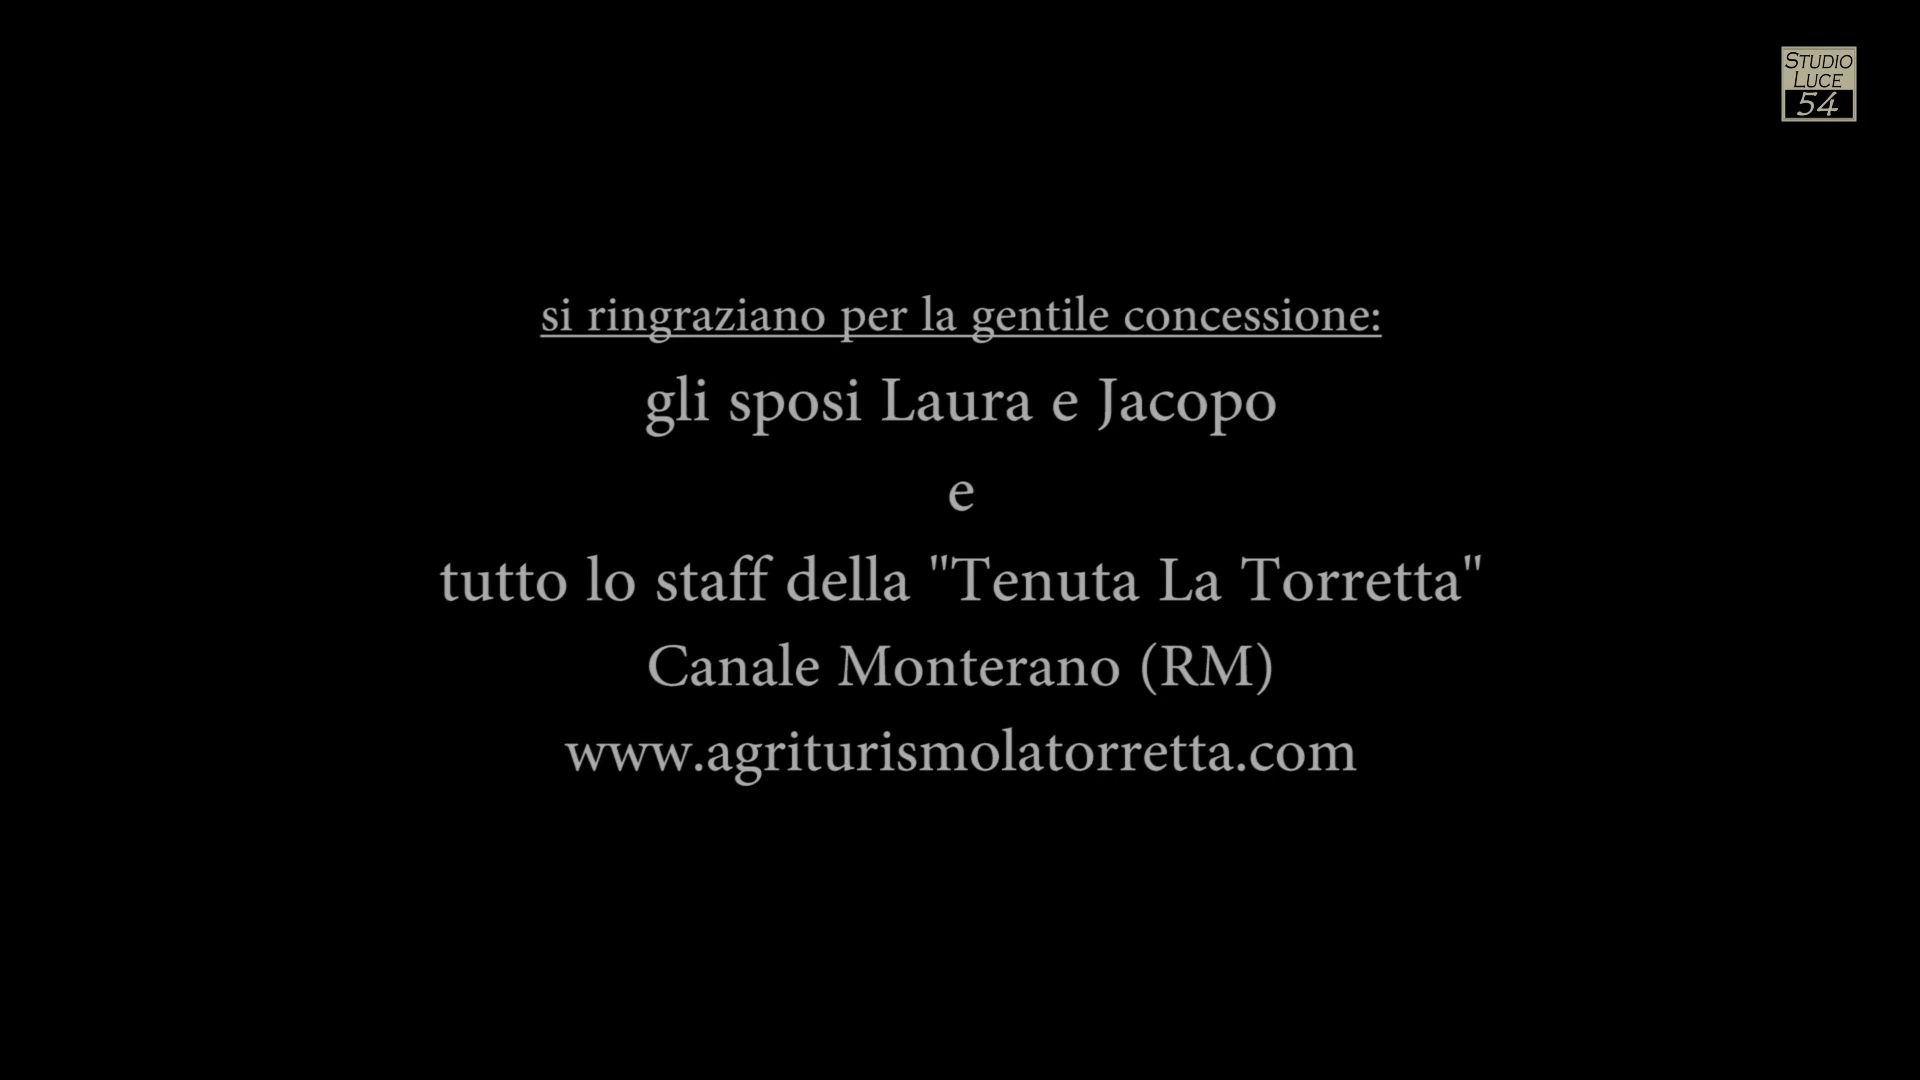 STUDIO
LUCE
54
si ringraziano per la gentile concessione:
gli sposi Laura e Jacopo
e
tutto lo staff della "Tenuta La Torretta"
Canale Monterano (RM)
www.agriturismolatorretta.com